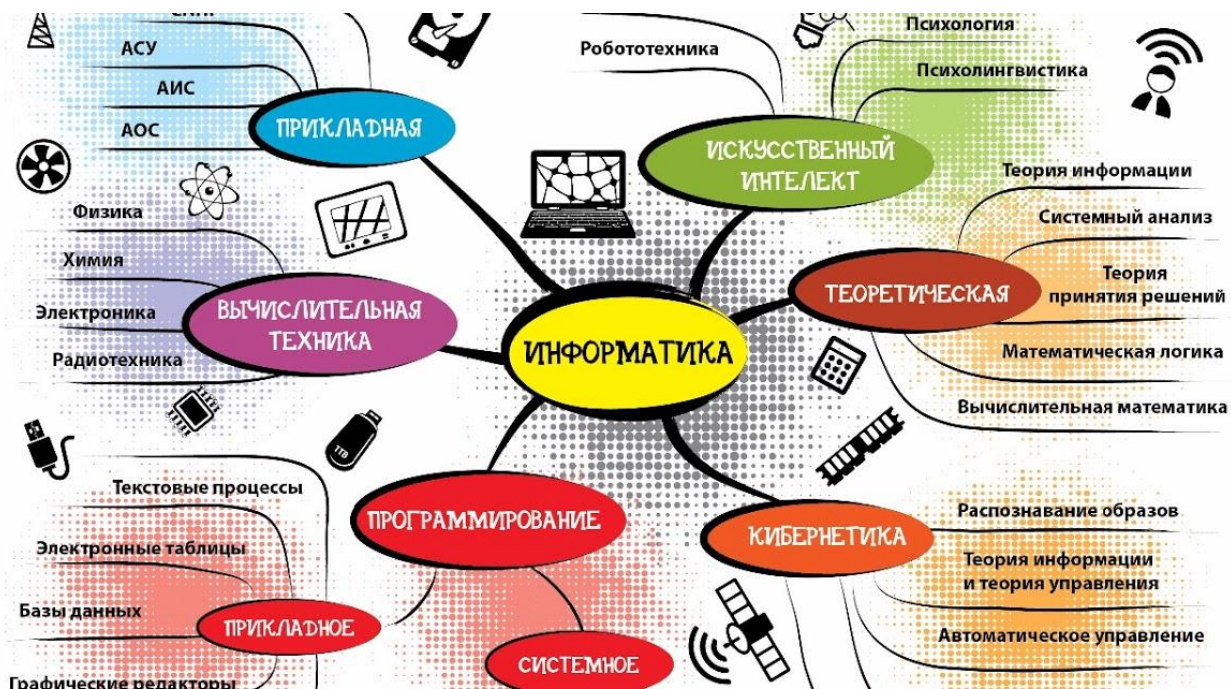 АСУ
АИС
АОС
ПРИКЛАДНАЯ
Робототехника
Психология
Психолингвистика
ИСКУССТВЕННЫЙ
ИНТЕЛЕКТ
Физика
Химия
Электроника
Радиотехника
ВЫЧИСЛИТЕЛЬНАЯ
ТЕХНИКА
ИНФОРМАТИКА
Теория информации
Системный анализ
Теория
принятия решений
Математическая логика
Вычислительная математика
ТЕОРЕТИЧЕСКАЯ
1TB
ПРОГРАММИРОВАНИЕ
Текстовые процессы
Электронные таблицы
Базы данных
Графические редакторы
ПРИКЛАДНОЕ
СИСТЕМНОЕ
КИБЕРНЕТИКА
Распознавание образов
Теория информации
и теория управления
Автоматическое управление